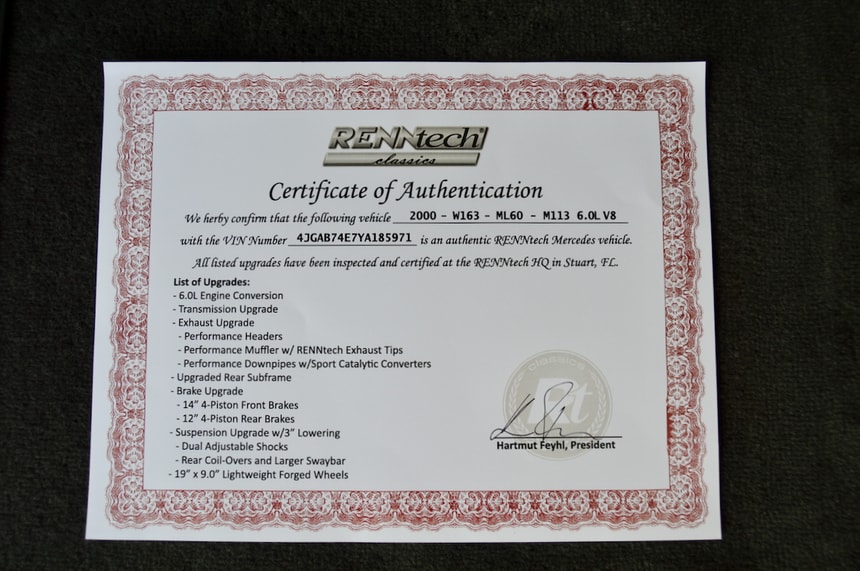 RENNtech
classics
Certificate of Authentication
We herby confirm that the following vehicle 2000 - W163 - ML60 - M113 6.0L V8
with the VIN Number 4JGAB74E7YA185971 is an authentic RENNtech Mercedes vehicle.
All listed upgrades have been inspected and certified at the RENNtech HQ in Stuart, FL.
List of Upgrades:
- 6.0L Engine Conversion
- Transmission Upgrade
- Exhaust Upgrade
- Performance Headers
- Performance Muffler w/ RENNtech Exhaust Tips
- Performance Downpipes w/Sport Catalytic Converters
- Upgraded Rear Subframe
- Brake Upgrade
- 14" 4-Piston Front Brakes
- 12" 4-Piston Rear Brakes
- Suspension Upgrade w/3" Lowering
- Dual Adjustable Shocks
- Rear Coil-Overs and Larger Swaybar
- 19" x 9.0" Lightweight Forged Wheels
classics
Hartmut Feyhl, President